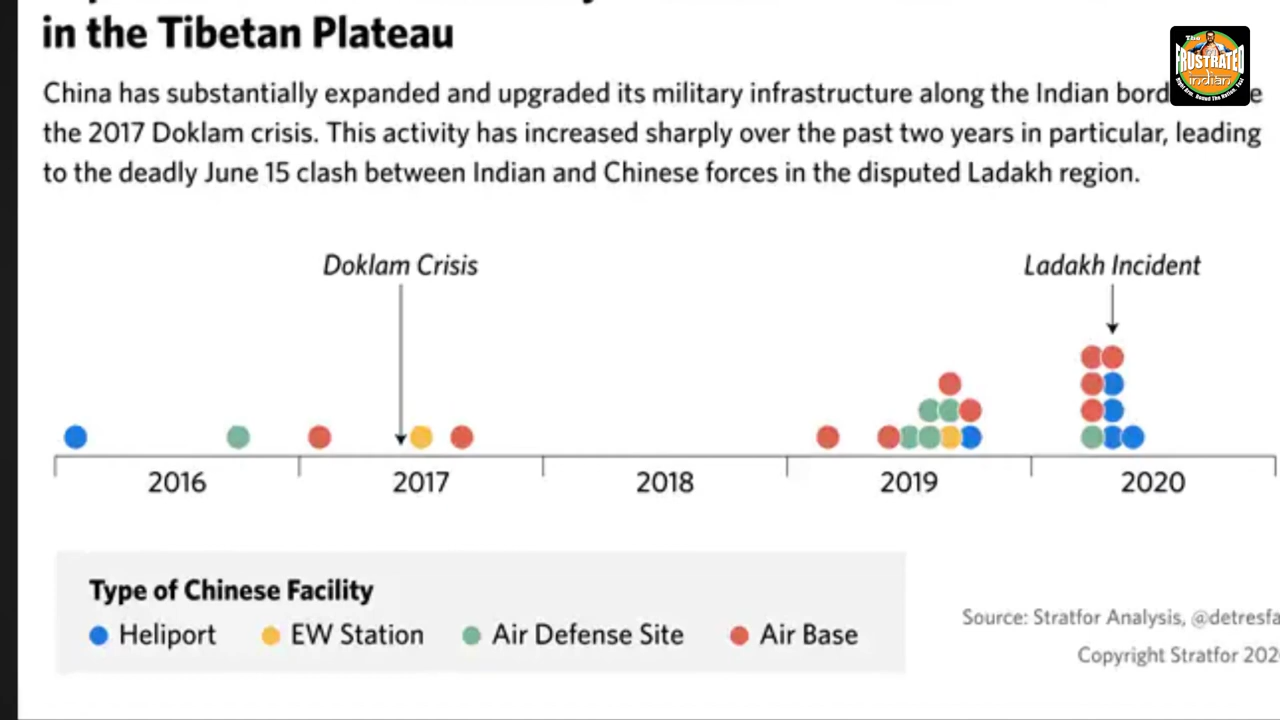 in the Tibetan Plateau
The
FRUSTRATED
indian
China has substantially expanded and upgraded its military infrastructure along the Indian
the 2017 Doklam crisis. This activity has increased sharply over the past two years in particular, leading
to the deadly June 15 clash between Indian and Chinese forces in the disputed Ladakh region.
Doklam Crisis
Ladakh Incident
2016
2017
2018
2019
2020
Type of Chinese Facility
Heliport
EW Station
Air Defense Site
Air Base
Source: Stratfor Analysis, @detresfa
Copyright Stratfor